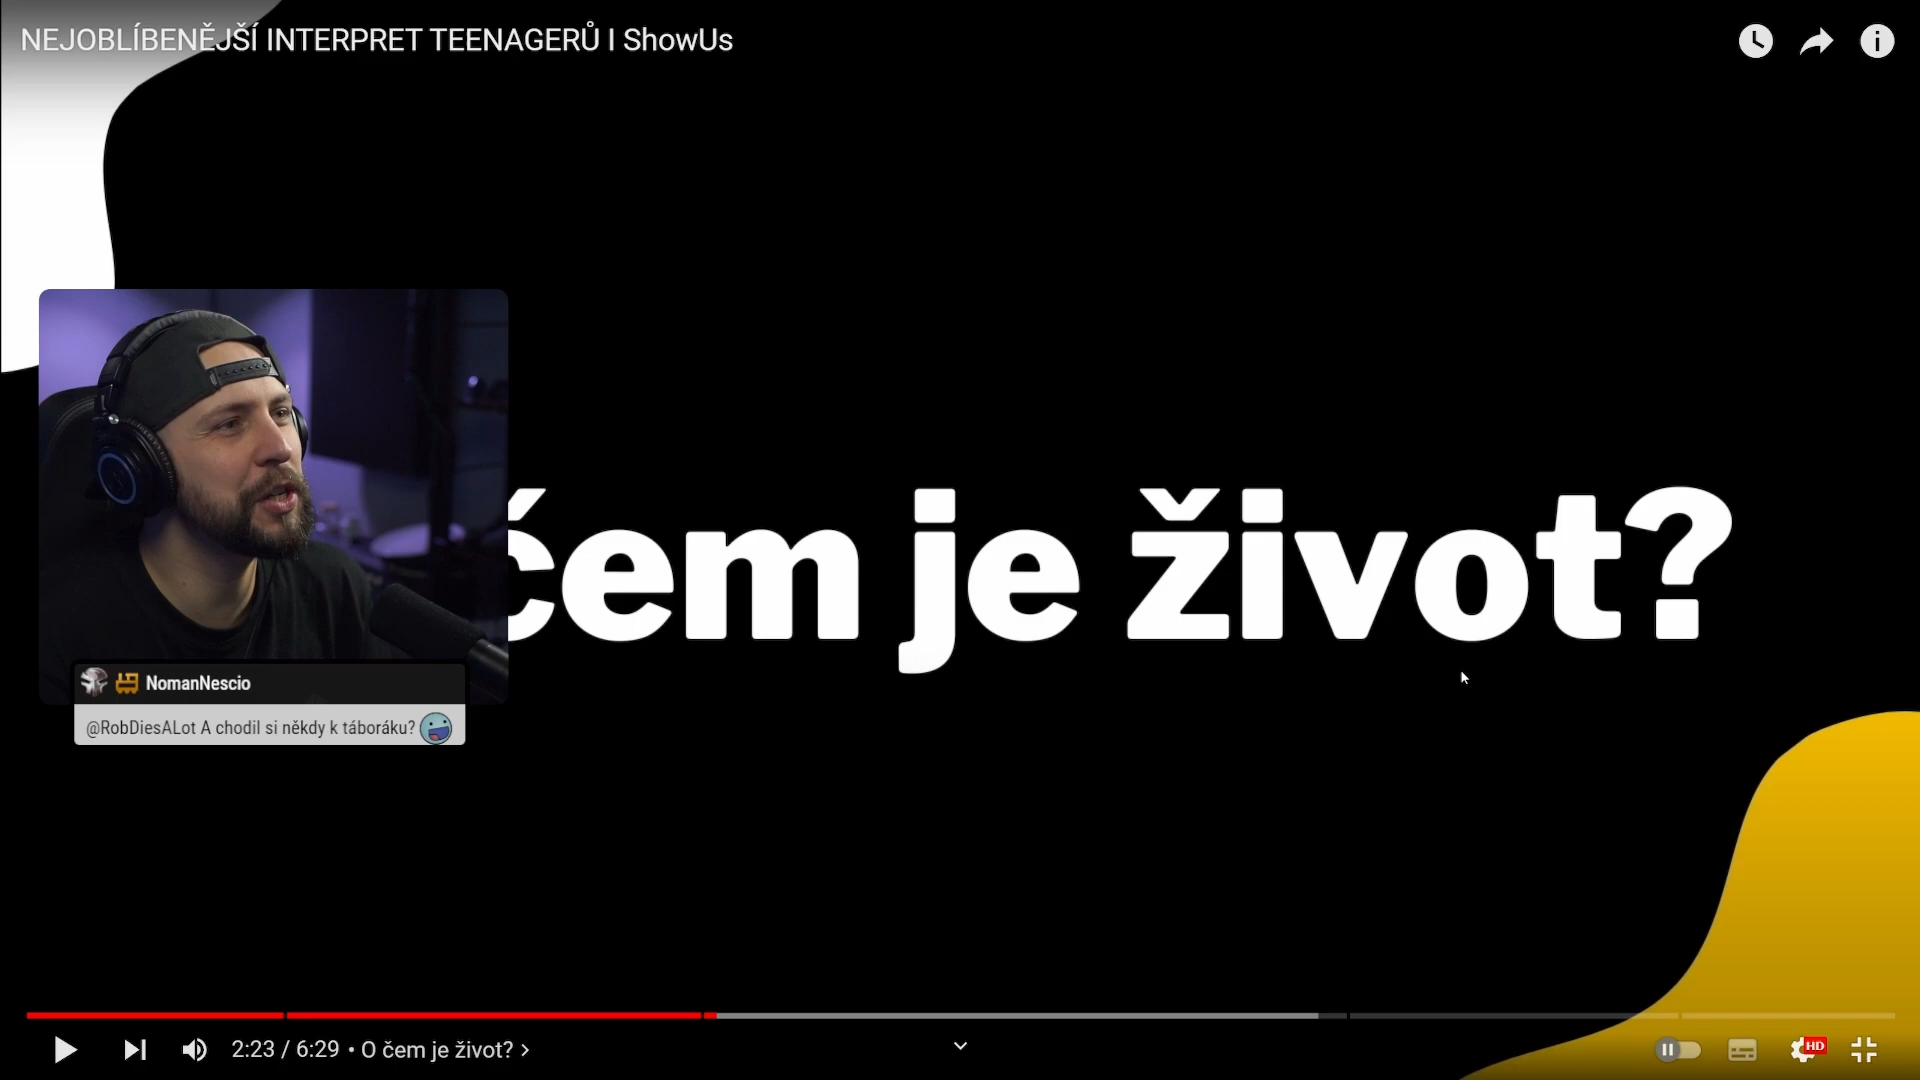 NEJOBLÍBENĚJŠÍ INTERPRET TEENAGERŮ I ShowUs
čem je život?
NomanNescio
@RobDiesALot A chodil si někdy k táboráku?
2:23 / 6:29 • O čem je život? ›
HD